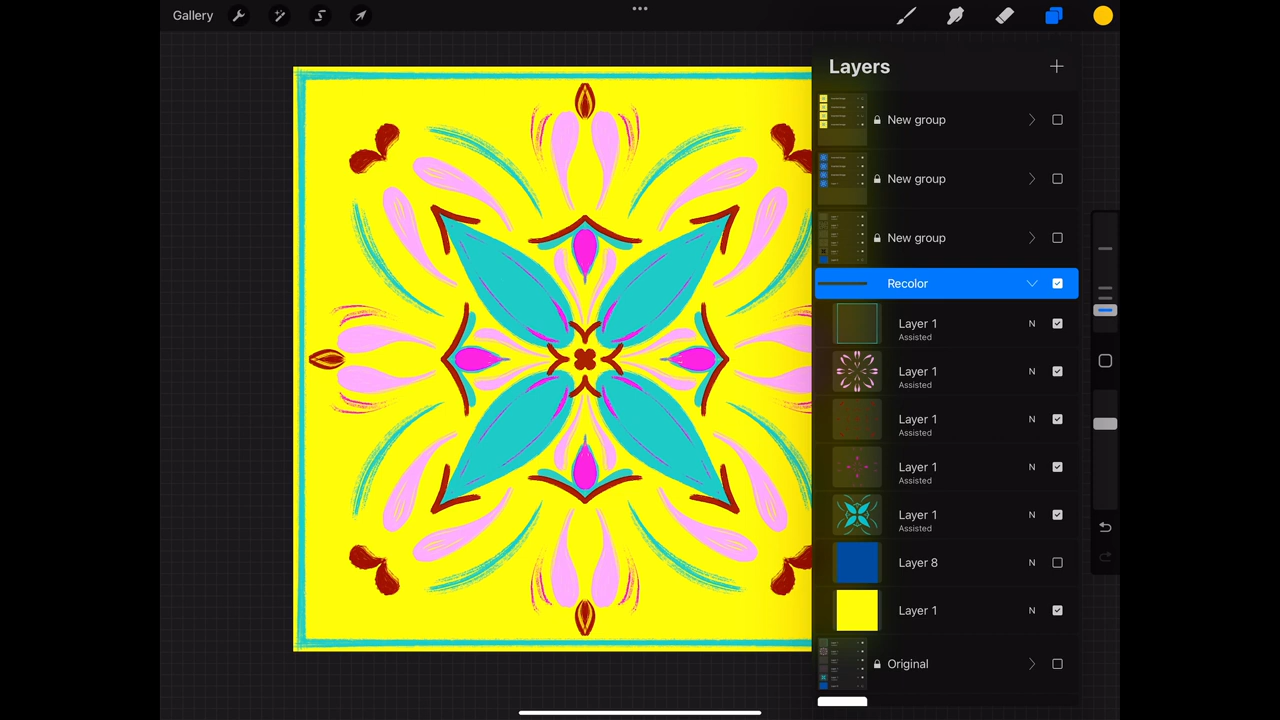 Gallery
Layers
New group
New group
New group
Recolor
Layer 1 N
Assisted
Layer 1 N
Assisted
Layer 1 N
Assisted
Layer 1 N
Assisted
Layer 1 N
Assisted
Layer 8 N
Layer 1 N
Original